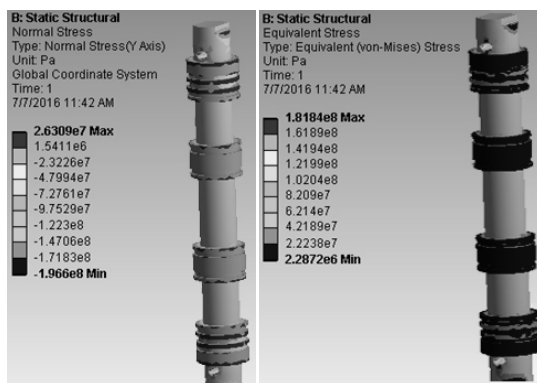 B: Static Structural
Normal Stress
Type: Normal Stress(Y Axis)
Unit: Pa
Global Coordinate System
Time: 1
7/7/2016 11:42 AM
2.6309e7 Max
1.5411e6
-2.3226e7
-4.7994e7
-7.2761e7
-9.7529e7
-1.223e8
-1.4706e8
-1.7183e8
-1.966e8 Min
B: Static Structural
Equivalent Stress
Type: Equivalent (von-Mises) Stress
Unit: Pa
Time: 1
7/7/2016 11:42 AM
1.8184e8 Max
1.6189e8
1.4194e8
1.2199e8
1.0204e8
8.209e7
6.214e7
4.2189e7
2.2238e7
2.2872e6 Min